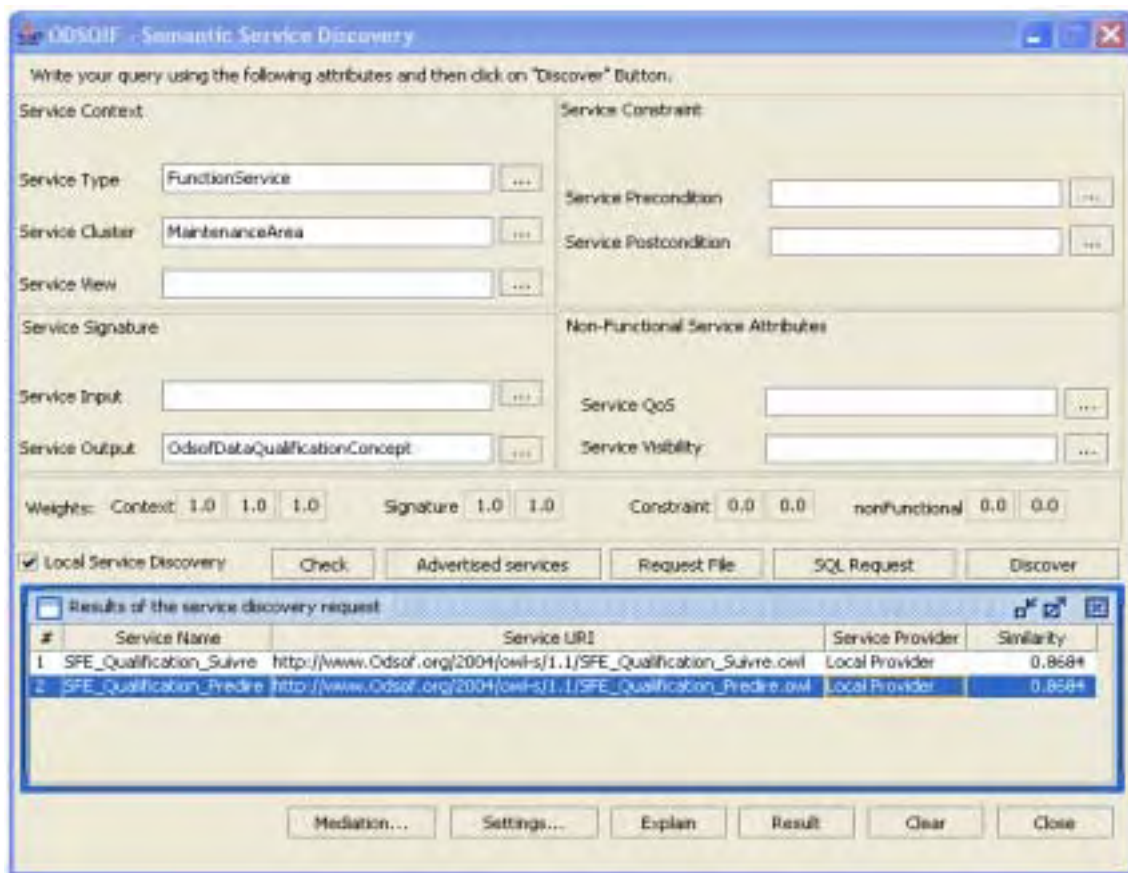 ODSOIF - Semantic Service Discovery
Write your query using the following attributes and then click on "Discover" Button.
Service Context
Service Type FunctionService ...
Service Cluster MaintenanceArea ...
Service View ...
Service Constraint
Service Precondition ...
Service Postcondition ...
Service Signature
Service Input ...
Service Output OdsofDataQualificationConcept ...
Non-Functional Service Attributes
Service QoS ...
Service Visibility ...
Weights: Context 1.0 1.0 1.0 Signature 1.0 1.0 Constraint 0.0 0.0 nonFunctional 0.0 0.0
Local Service Discovery Check Advertised services Request File SQL Request Discover
Results of the service discovery request
# Service Name Service URI Service Provider Similarity
1 SFE_Qualification_Suivre http://www.Odsof.org/2004/owl-s/1.1/SFE_Qualification_Suivre.owl Local Provider 0.8684
2 SFE_Qualification_Predire http://www.Odsof.org/2004/owl-s/1.1/SFE_Qualification_Predire.owl Local Provider 0.8684
Mediation... Settings... Explain Result Clear Close